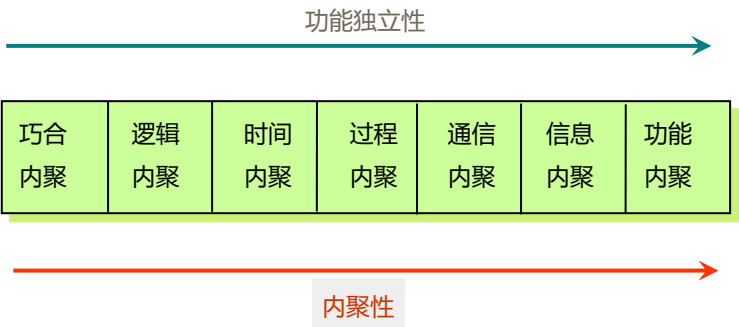 功能独立性
巧合 逻辑 时间 过程 通信 信息 功能
内聚 内聚 内聚 内聚 内聚 内聚 内聚
内聚性